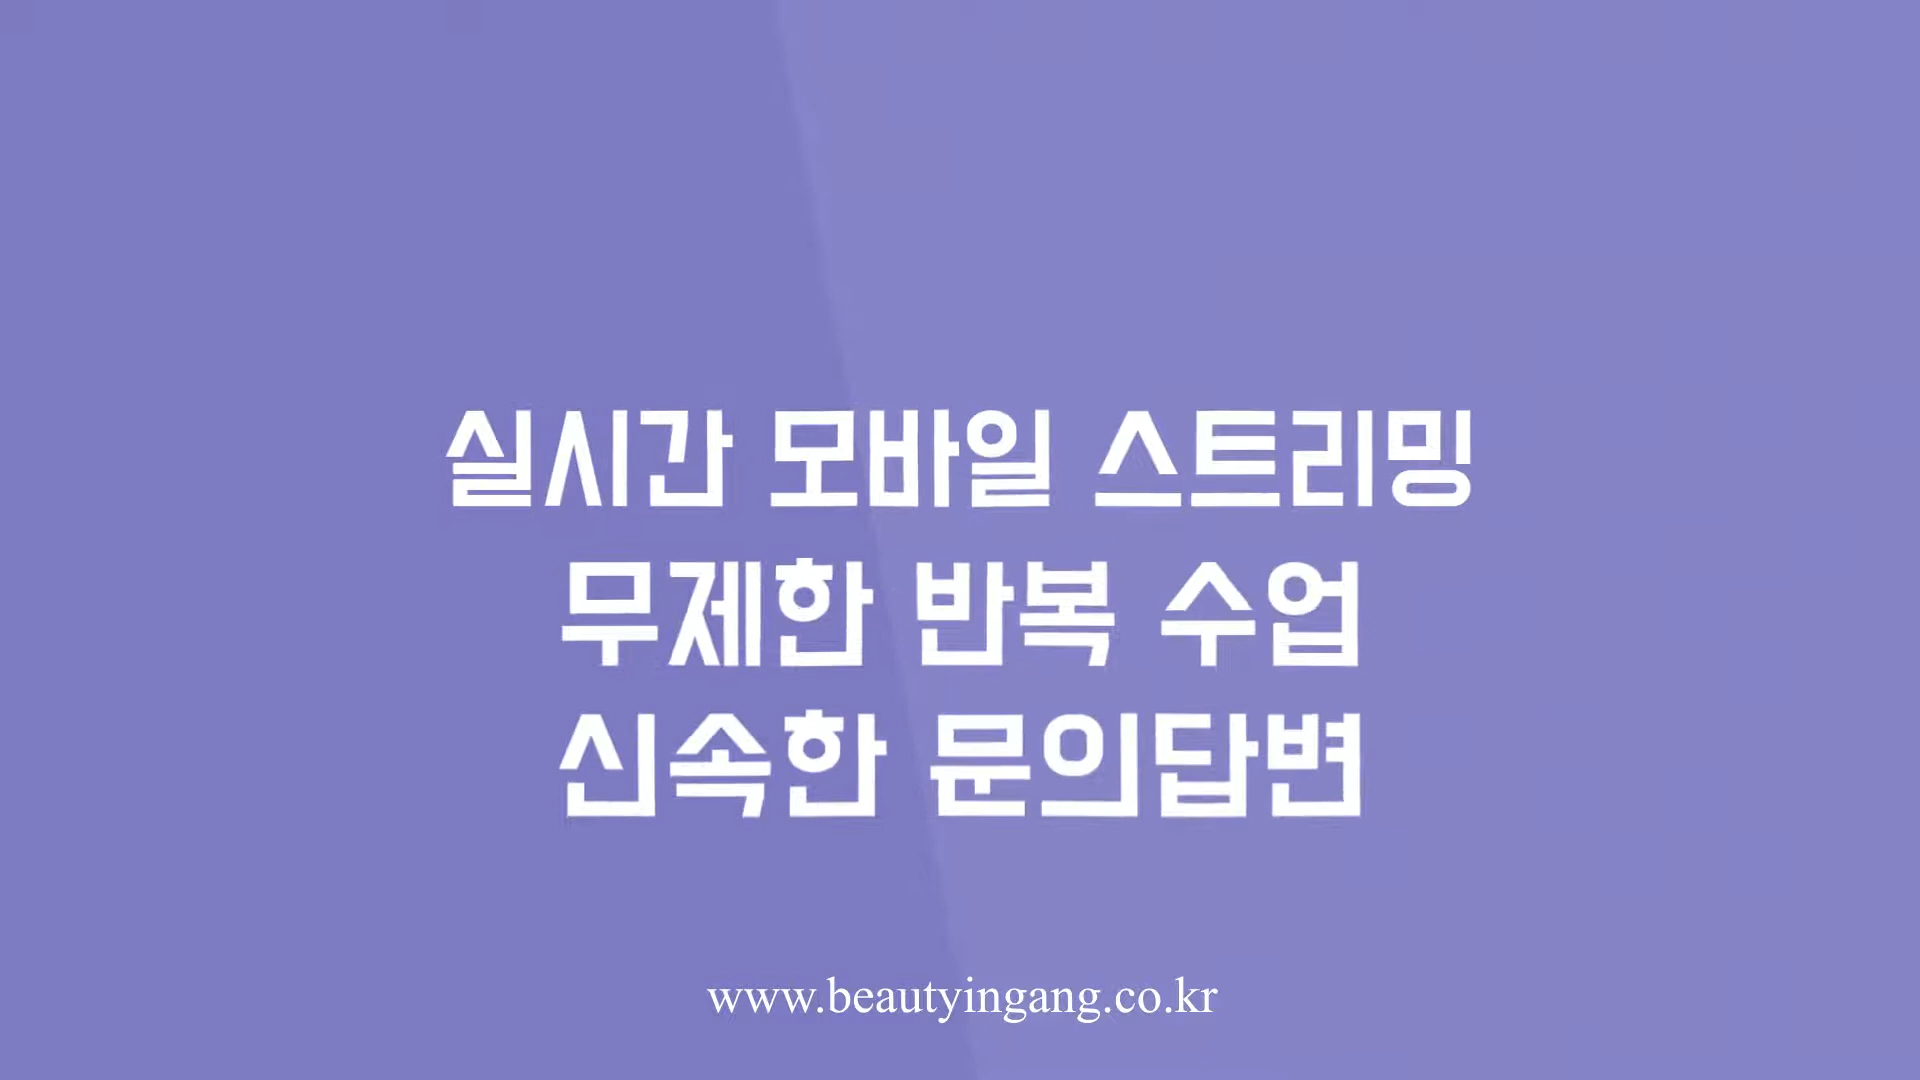 실시간 모바일 스트리밍
무제한 반복 수업
신속한 문의답변
www.beautyingang.co.kr